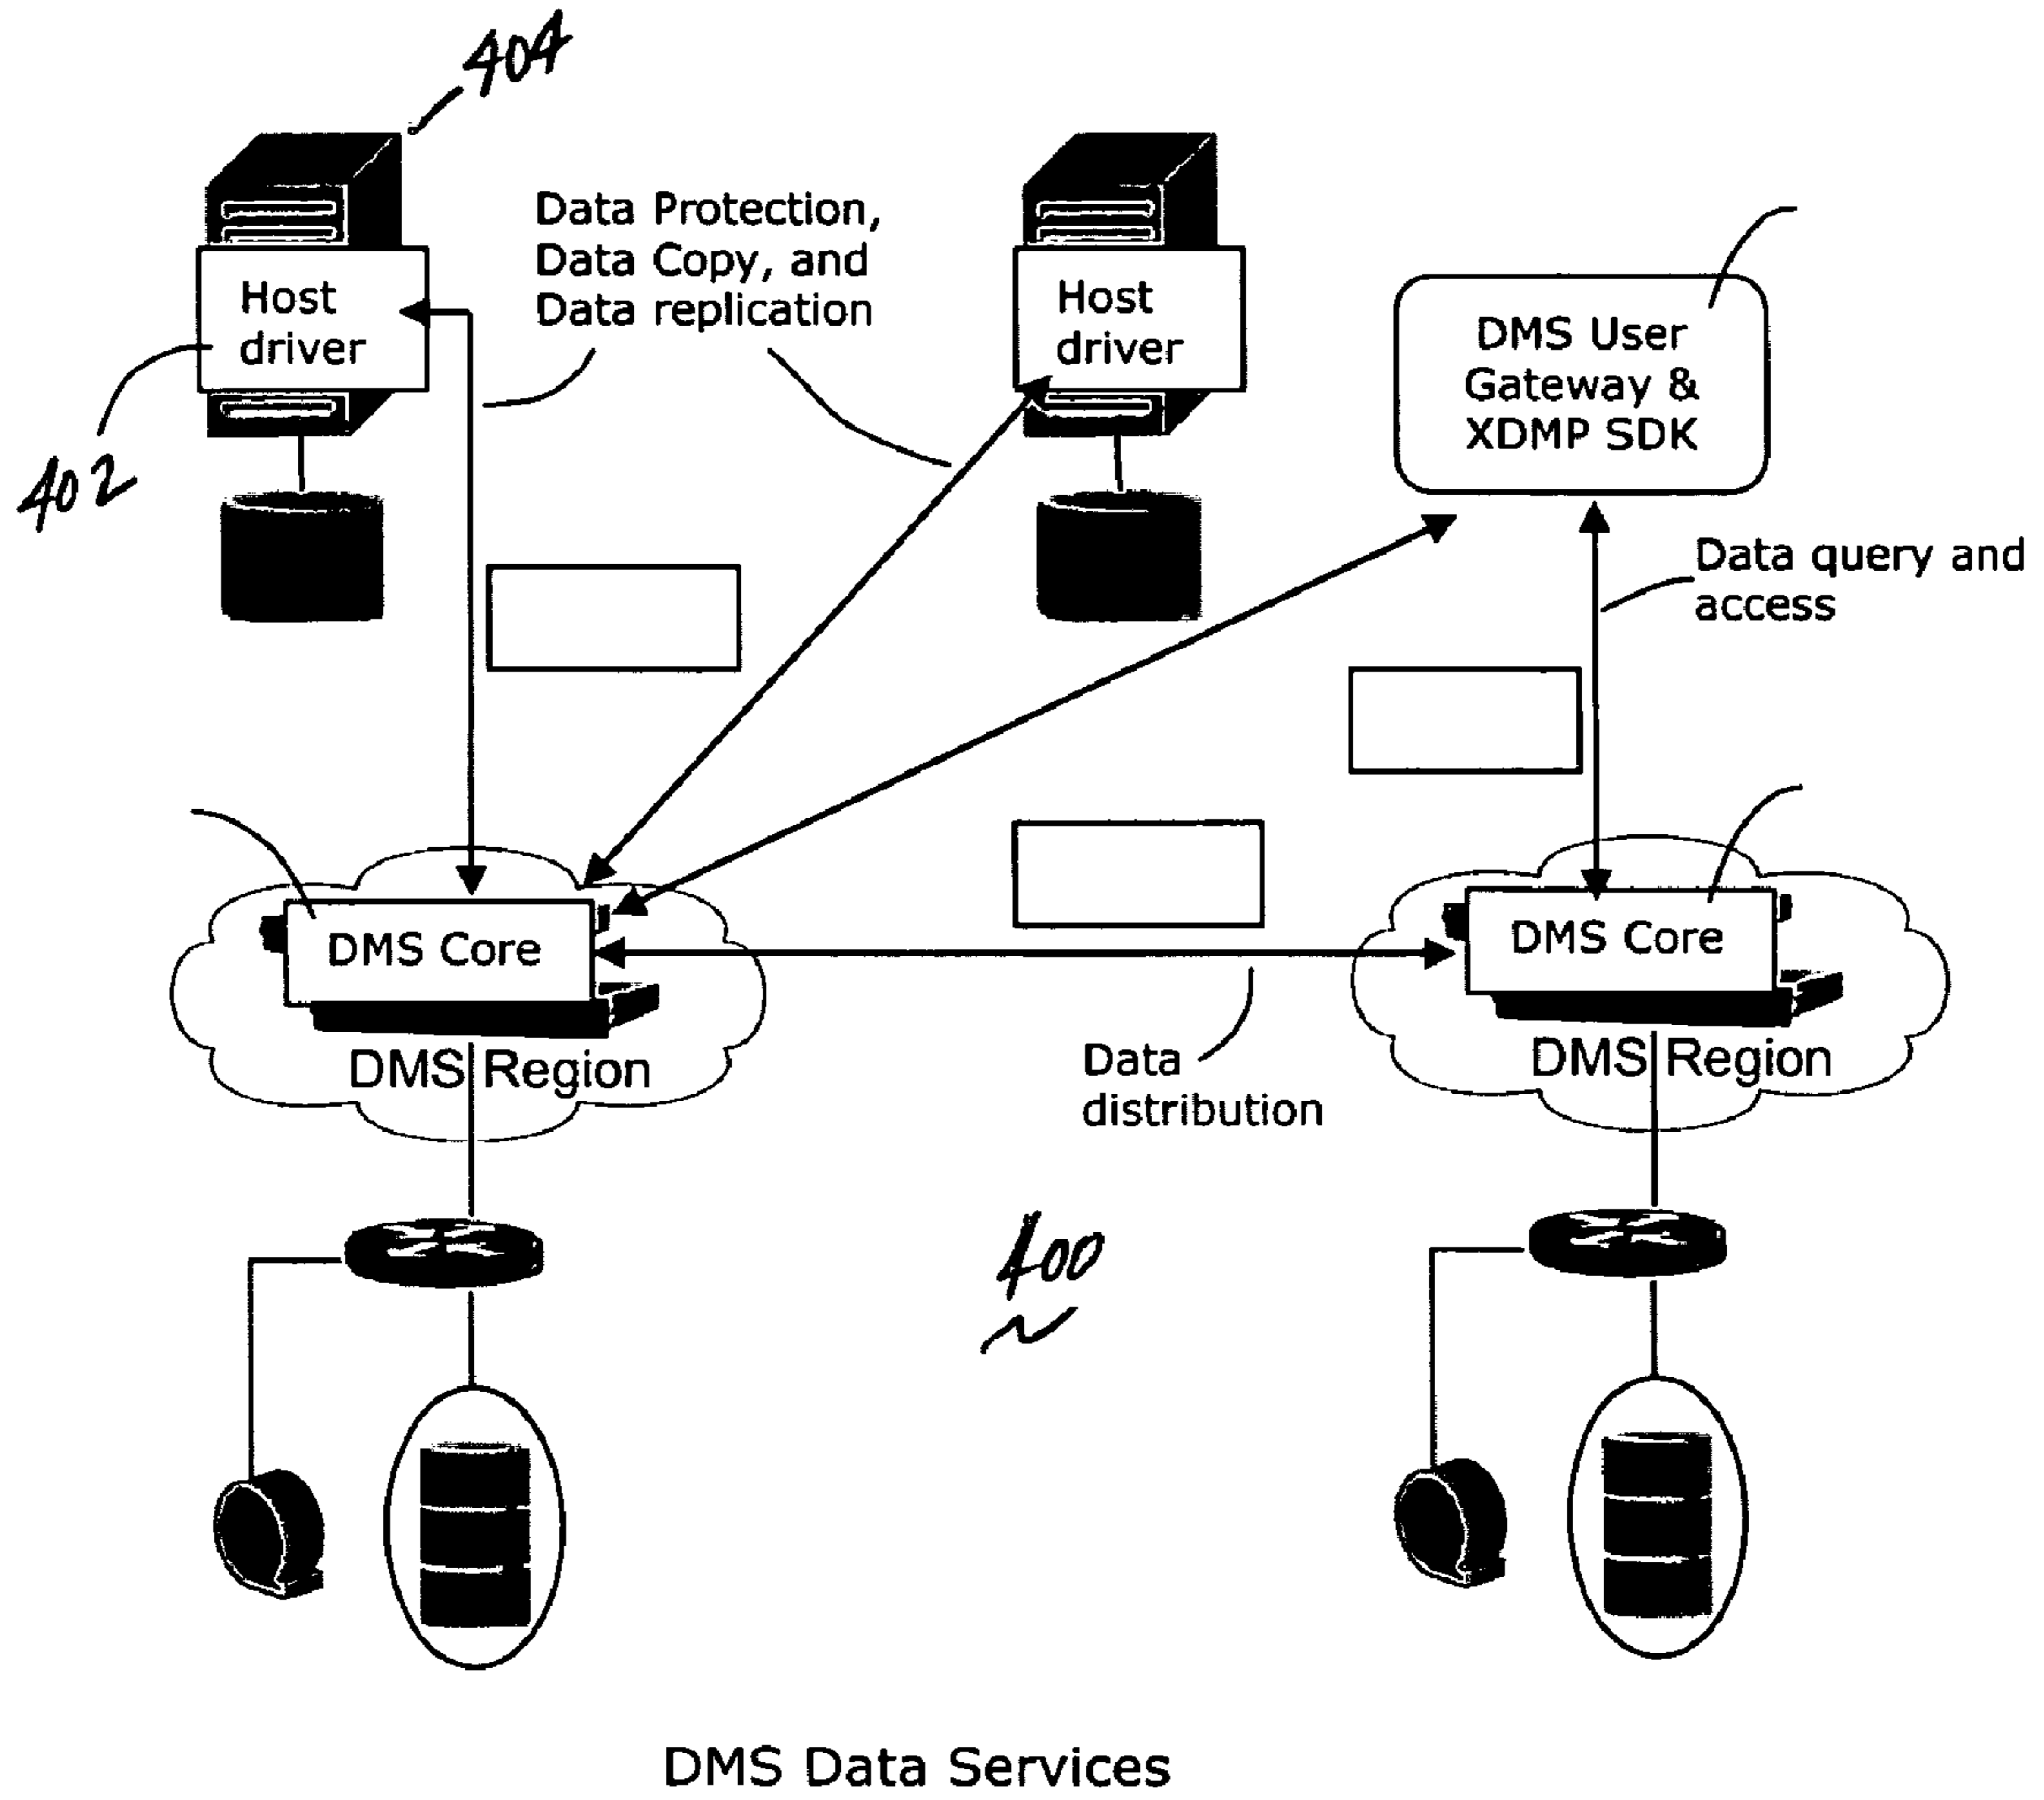 404
Data Protection,
Data Copy, and
Data replication
Host
driver
Host
driver
DMS User
Gateway &
XDMP SDK
402
Data query and
access
DMS Core
DMS Core
DMS Region
DMS Region
Data
distribution
400
DMS Data Services